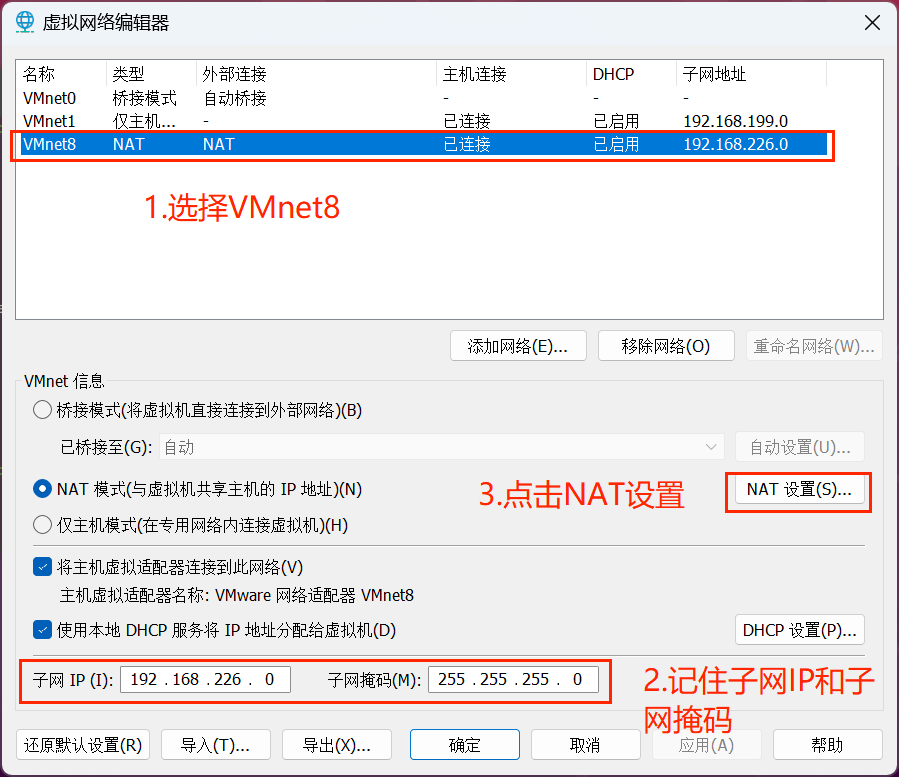 虚拟网络编辑器
名称 类型 外部连接 主机连接 DHCP 子网地址
VMnet0 桥接模式 自动桥接 - - -
VMnet1 仅主机... - 已连接 已启用 192.168.199.0
VMnet8 NAT NAT 已连接 已启用 192.168.226.0
1.选择VMnet8
添加网络(E)... 移除网络(O) 重命名网络(W)...
VMnet 信息
桥接模式(将虚拟机直接连接到外部网络)(B)
已桥接至(G): 自动 自动设置(U)...
NAT 模式(与虚拟机共享主机的 IP 地址)(N) 3.点击NAT设置 NAT 设置(S)...
仅主机模式(在专用网络内连接虚拟机)(H)
将主机虚拟适配器连接到此网络(V)
主机虚拟适配器名称: VMware 网络适配器 VMnet8
使用本地 DHCP 服务将 IP 地址分配给虚拟机(D) DHCP 设置(P)...
子网 IP (I): 192 . 168 . 226 . 0 子网掩码(M): 255 . 255 . 255 . 0
2.记住子网IP和子
网掩码
还原默认设置(R) 导入(T)... 导出(X)... 确定 取消 应用(A) 帮助